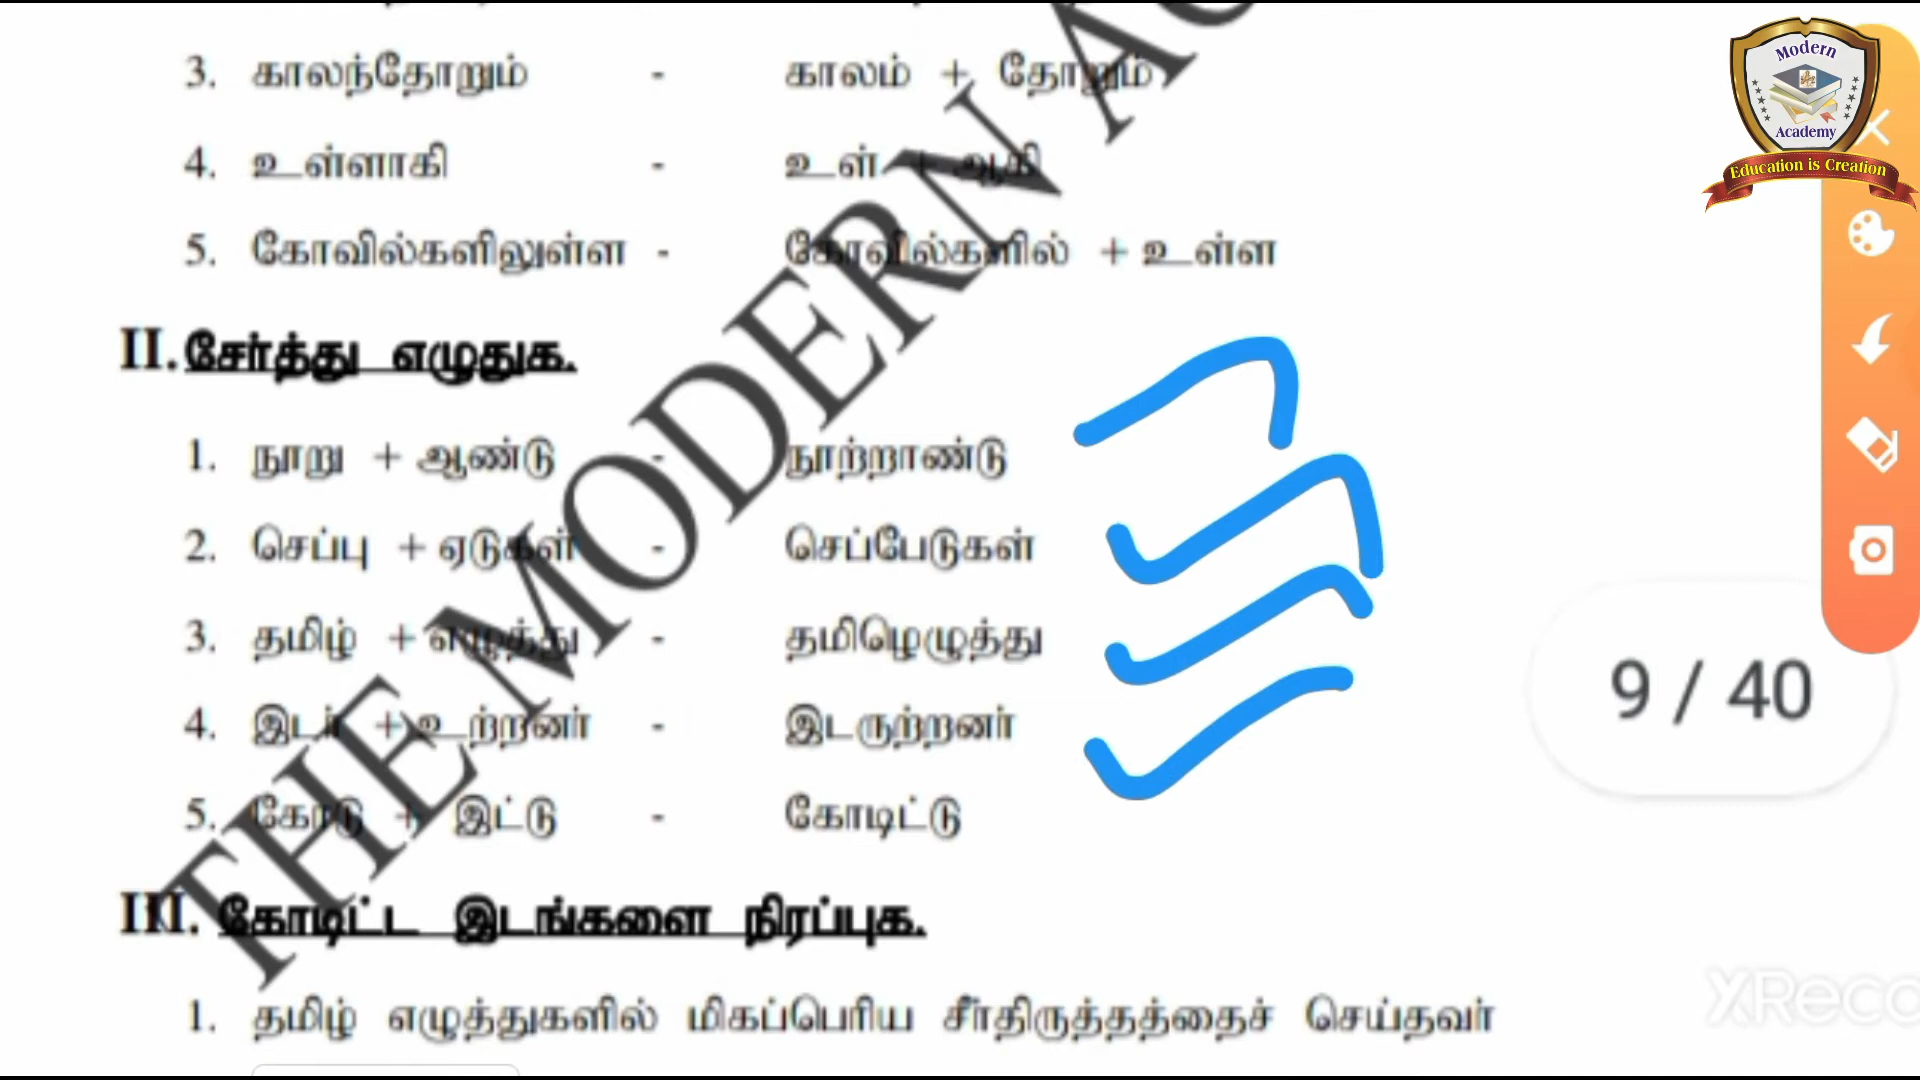 3. காலந்தோறும் - காலம் + தோறும்
4. உள்ளாகி - உள் + ஆகி
5. கோவில்களிலுள்ள - கோவில்களில் + உள்ள
II. சேர்த்து எழுதுக.
1. நூறு + ஆண்டு - நூற்றாண்டு
2. செப்பு + ஏடுகள் - செப்பேடுகள்
3. தமிழ் + எழுத்து - தமிழெழுத்து
4. இடர் + உற்றனர் - இடருற்றனர்
5. கோடு + இட்டு - கோடிட்டு
III. கோடிட்ட இடங்களை நிரப்புக.
1. தமிழ் எழுத்துகளில் மிகப்பெரிய சீர்திருத்தத்தைச் செய்தவர்
THE MODERN
Modern
Academy
Education is Creation
9 / 40